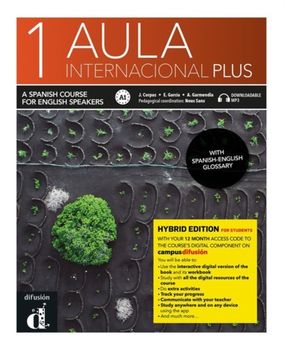 1 AULA
INTERNACIONAL PLUS
A SPANISH COURSE
FOR ENGLISH SPEAKERS
A1
J. Corpas E. García A. Garmendia
Pedagogical coordination: Neus Sans
DOWNLOADABLE
MP3
WITH
SPANISH-ENGLISH
GLOSSARY
HYBRID EDITION FOR STUDENTS
WITH YOUR 12 MONTH ACCESS CODE TO
THE COURSE'S DIGITAL COMPONENT ON
campusdifusión
You will be able to:
• Use the interactive digital version of the
book and its workbook
• Study with all the digital resources of the
course
• Do extra activities
• Track your progress
• Communicate with your teacher
• Study anywhere and on any device
using the app
• And much more...
difusión
d!